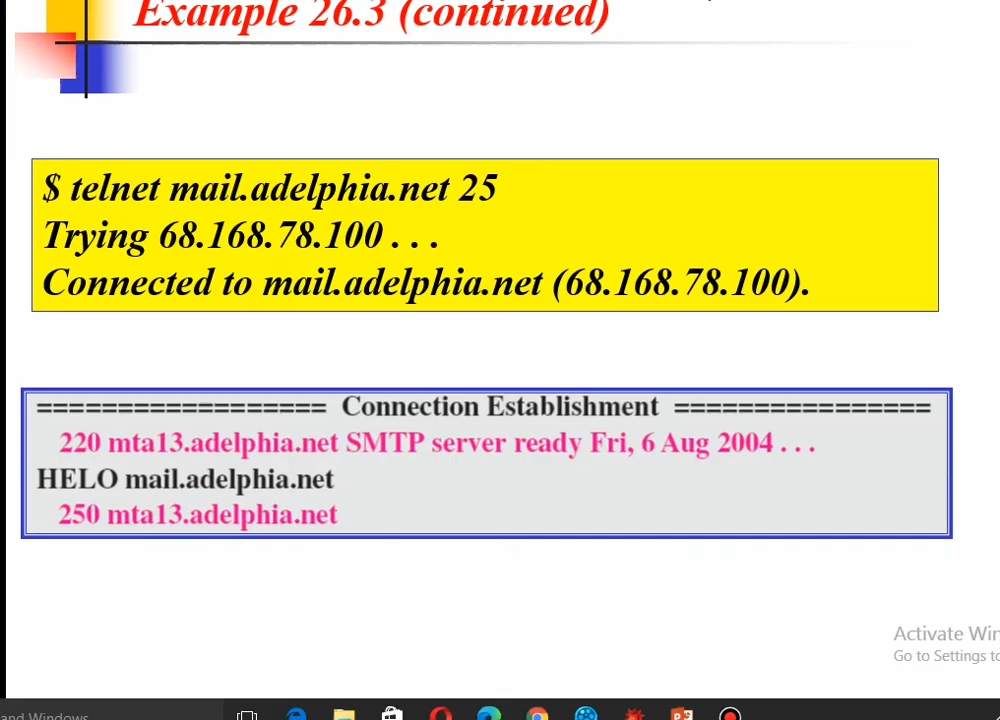 Example 26.3 (continued)
$ telnet mail.adelphia.net 25
Trying 68.168.78.100 . . .
Connected to mail.adelphia.net (68.168.78.100).
================== Connection Establishment ================
220 mta13.adelphia.net SMTP server ready Fri, 6 Aug 2004 . . .
HELO mail.adelphia.net
250 mta13.adelphia.net
Activate Win
Go to Settings to
and Windows